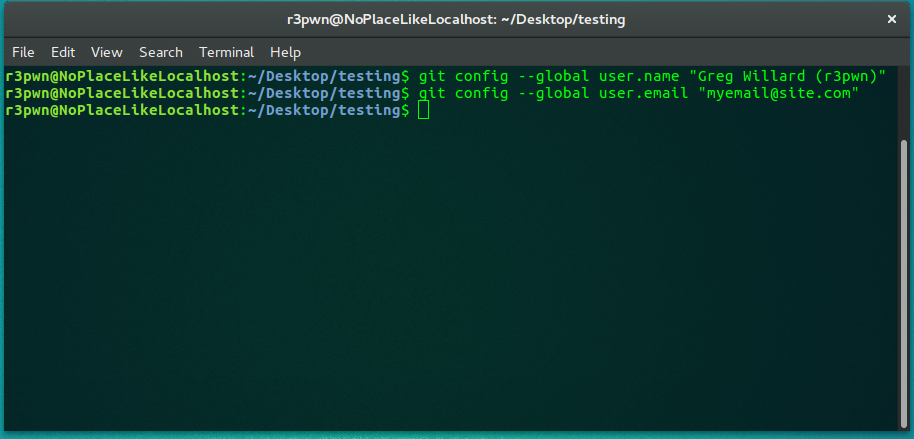 r3pwn@NoPlaceLikeLocalhost: ~/Desktop/testing
File Edit View Search Terminal Help
r3pwn@NoPlaceLikeLocalhost:~/Desktop/testing$ git config --global user.name "Greg Willard (r3pwn)"
r3pwn@NoPlaceLikeLocalhost:~/Desktop/testing$ git config --global user.email "myemail@site.com"
r3pwn@NoPlaceLikeLocalhost:~/Desktop/testing$